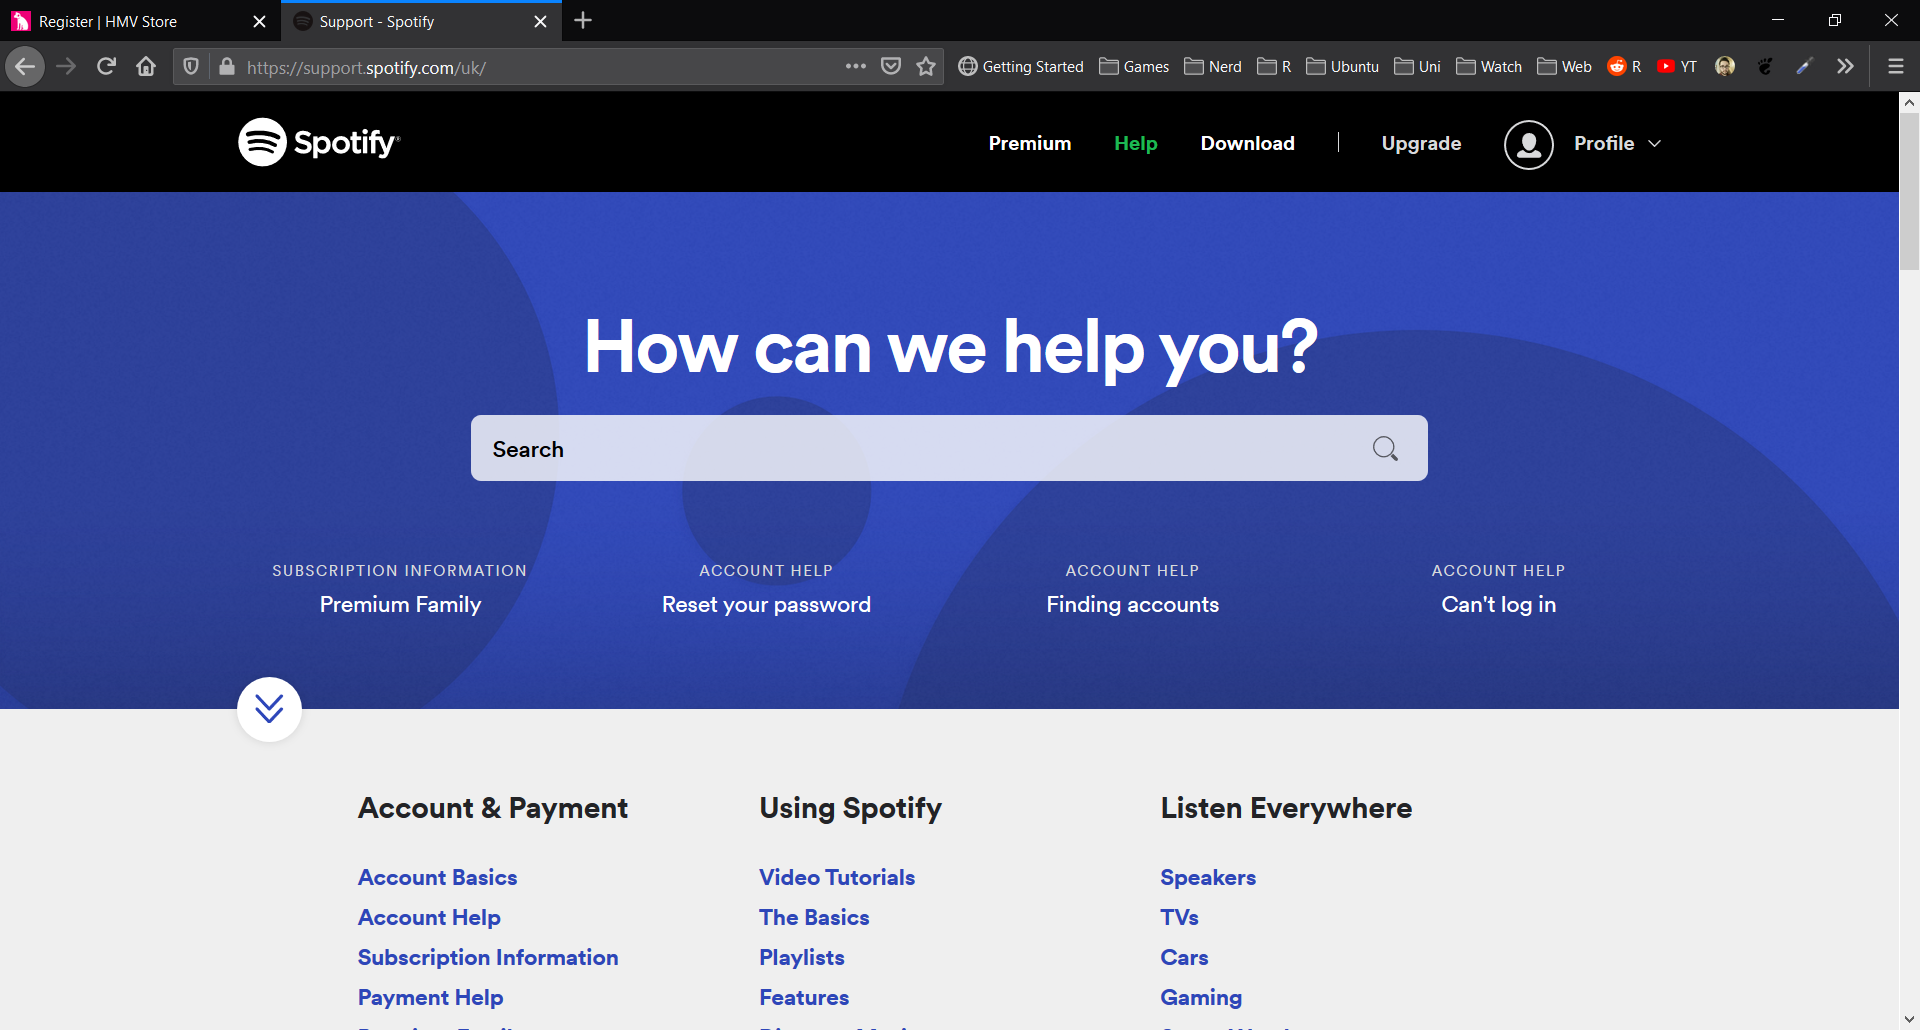 Register | HMV Store
Support - Spotify
https://support.spotify.com/uk/
Getting Started
Games
Nerd
R
Ubuntu
Uni
Watch
Web
R
YT
Spotify
Premium
Help
Download
Upgrade
Profile
How can we help you?
Search
SUBSCRIPTION INFORMATION
Premium Family
ACCOUNT HELP
Reset your password
ACCOUNT HELP
Finding accounts
ACCOUNT HELP
Can't log in
Account & Payment
Account Basics
Account Help
Subscription Information
Payment Help
Using Spotify
Video Tutorials
The Basics
Playlists
Features
Listen Everywhere
Speakers
TVs
Cars
Gaming